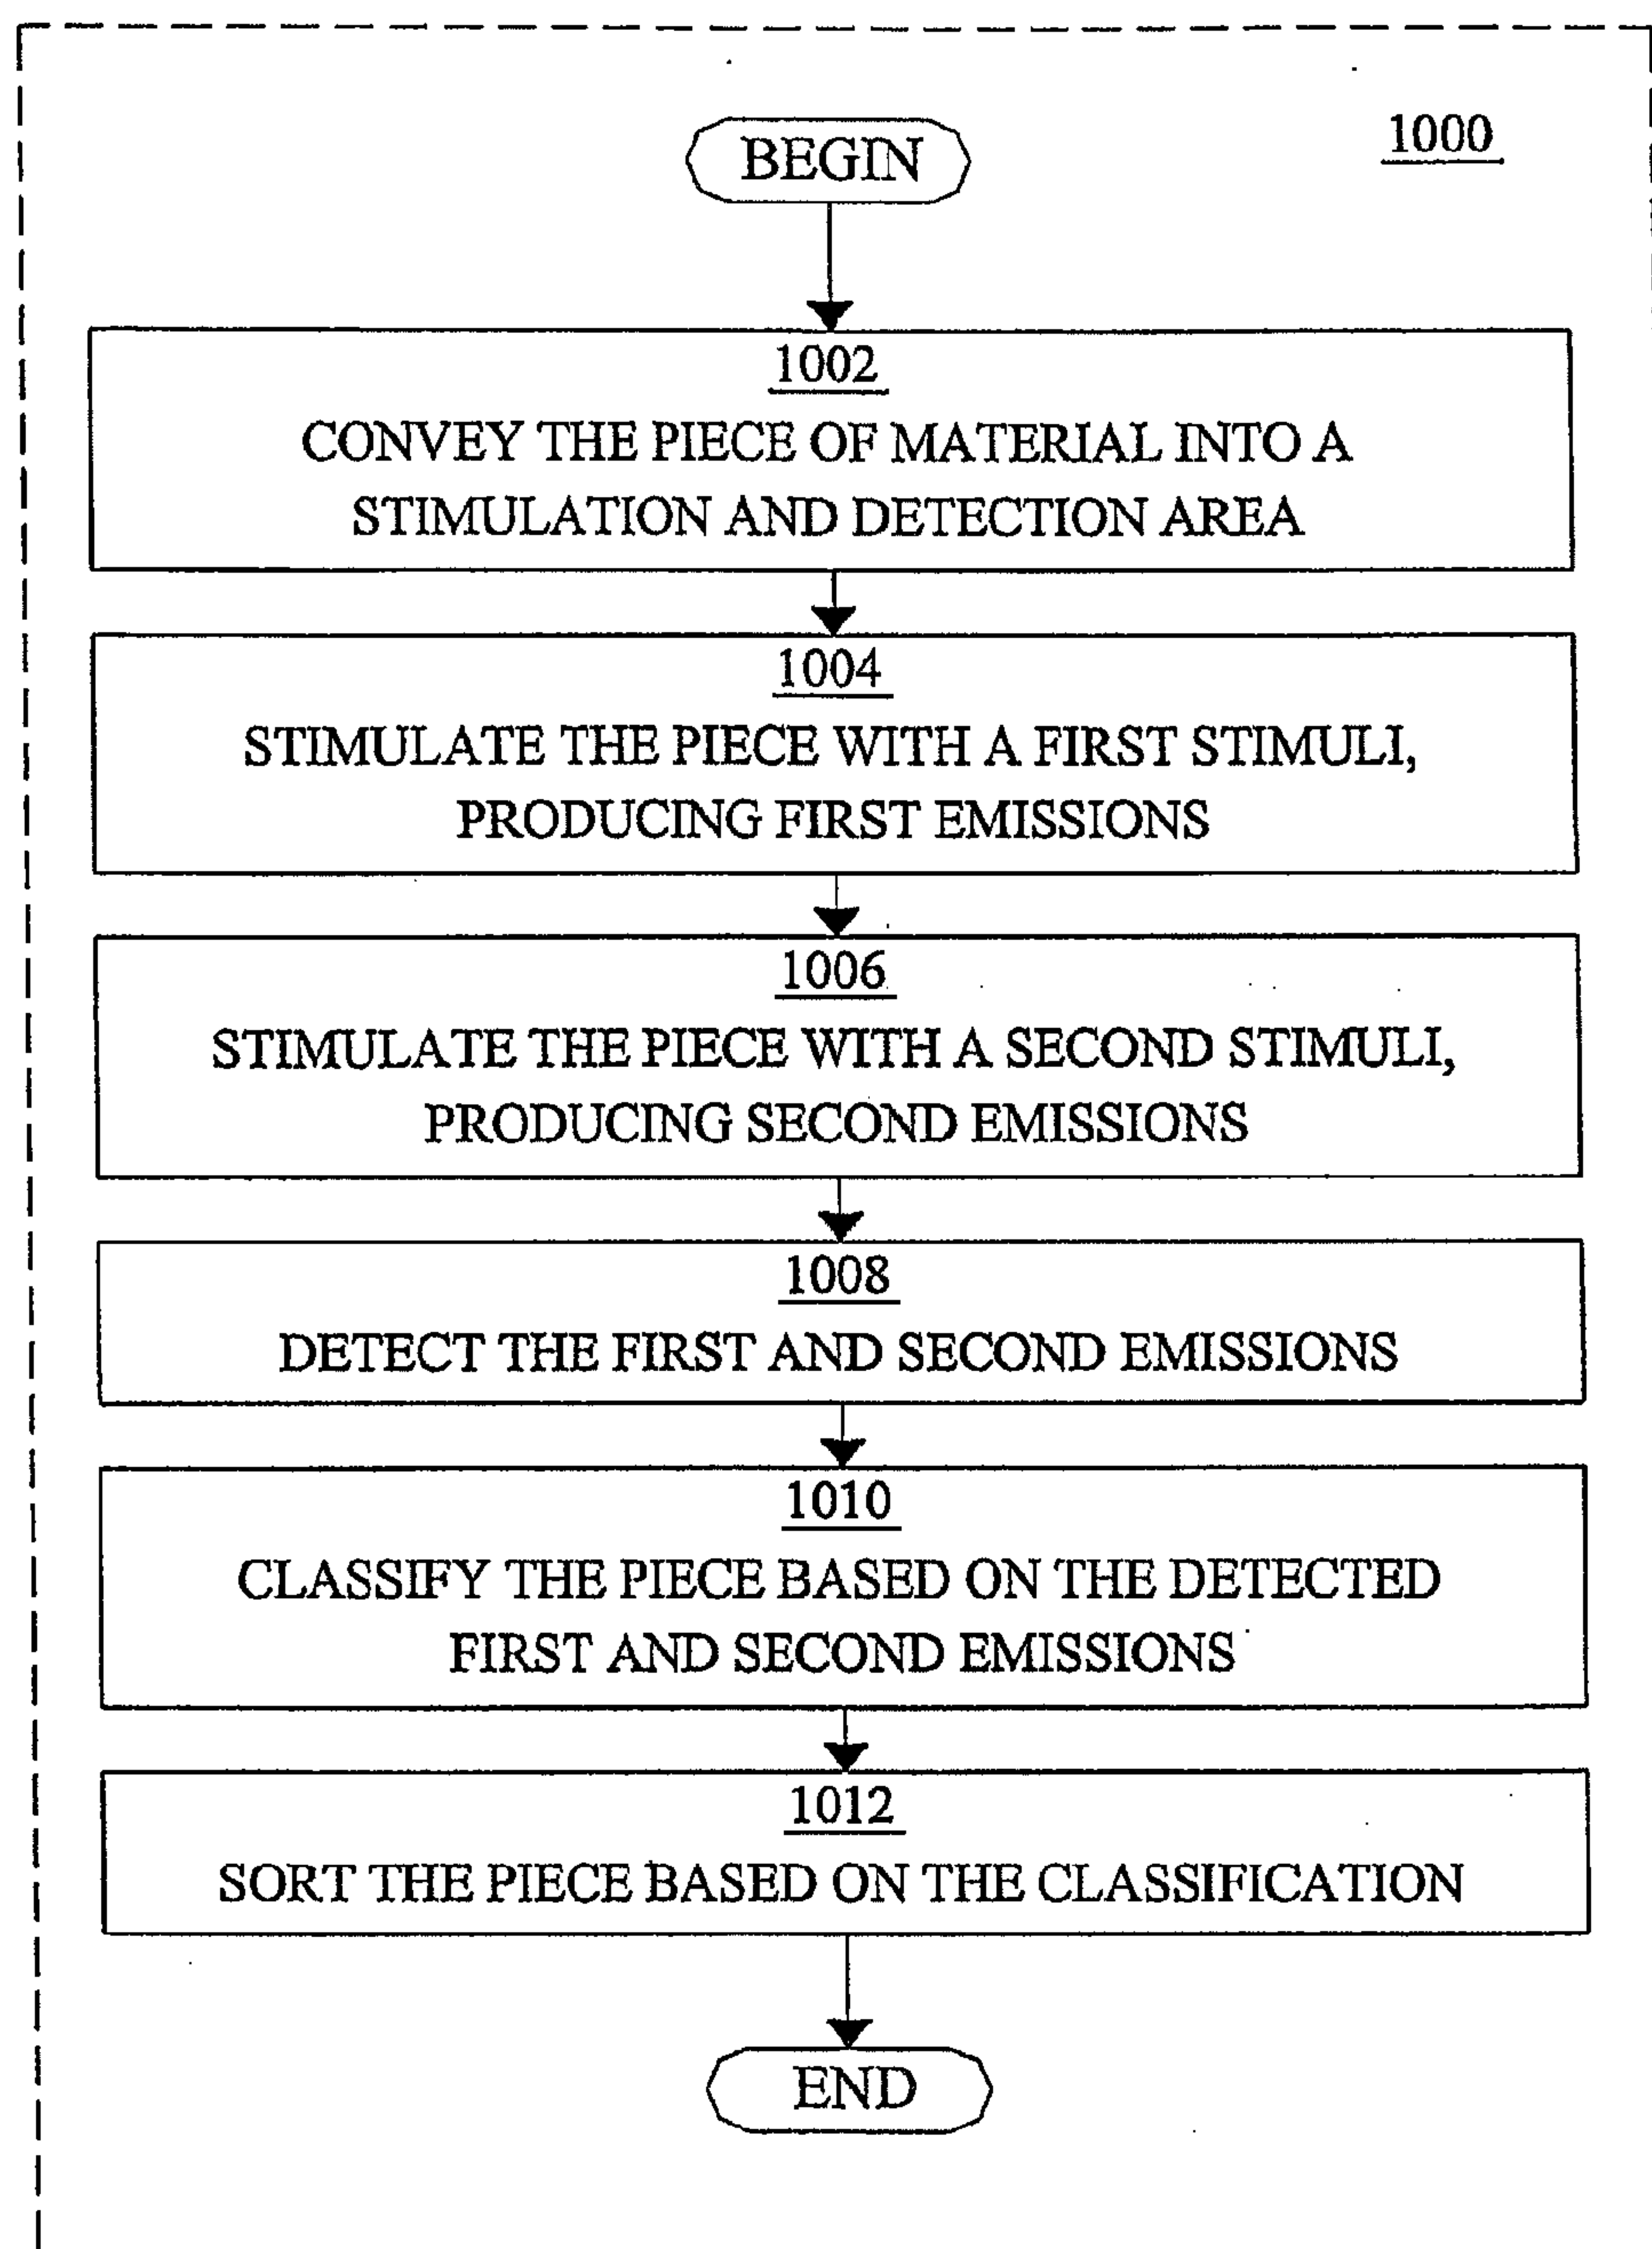 1000
BEGIN
1002
CONVEY THE PIECE OF MATERIAL INTO A
STIMULATION AND DETECTION AREA
1004
STIMULATE THE PIECE WITH A FIRST STIMULI,
PRODUCING FIRST EMISSIONS
1006
STIMULATE THE PIECE WITH A SECOND STIMULI,
PRODUCING SECOND EMISSIONS
1008
DETECT THE FIRST AND SECOND EMISSIONS
1010
CLASSIFY THE PIECE BASED ON THE DETECTED
FIRST AND SECOND EMISSIONS
1012
SORT THE PIECE BASED ON THE CLASSIFICATION
END